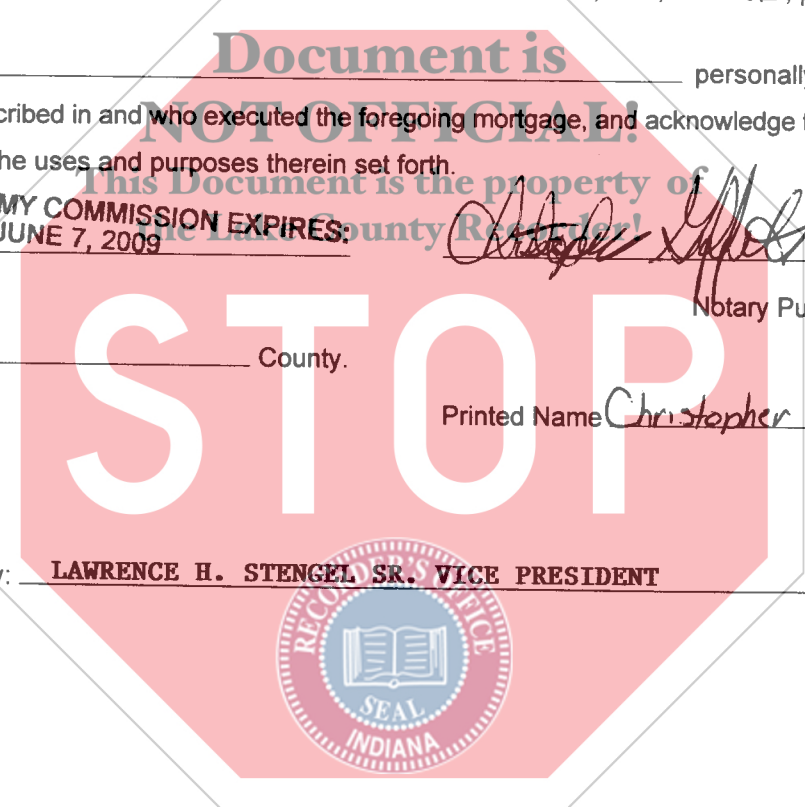 Document is
personally
NOT OFFICIAL!
cribed in and who executed the foregoing mortgage, and acknowledge
he uses and purposes therein set forth.
This Document is the property of
the Lake County Recorder!
MY COMMISSION EXPIRES:
JUNE 7, 2009
Notary Pu
County.
STOP
Printed Name Christopher
y: LAWRENCE H. STENGEL SR. VICE PRESIDENT
RECORDER'S OFFICE
SEAL
INDIANA